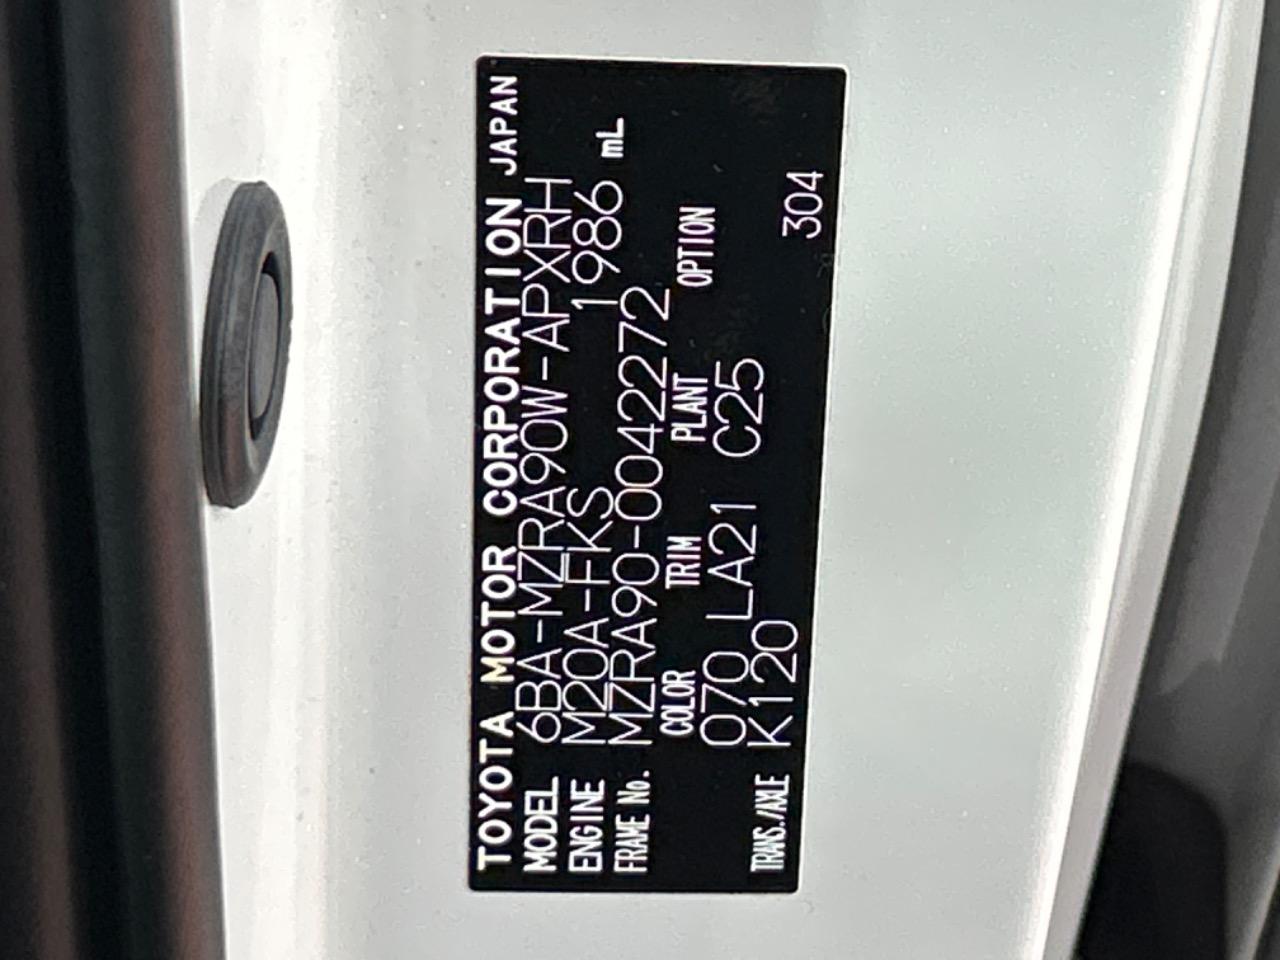 TOYOTA MOTOR CORPORATION JAPAN
MODEL 6BA-MZRA90W-APXRH
ENGINE M20A-FKS 1986 mL
FRAME No. MZRA90-0042272
COLOR TRIM PLANT OPTION
070 LA21 C25
TRANS./AXLE K120 304